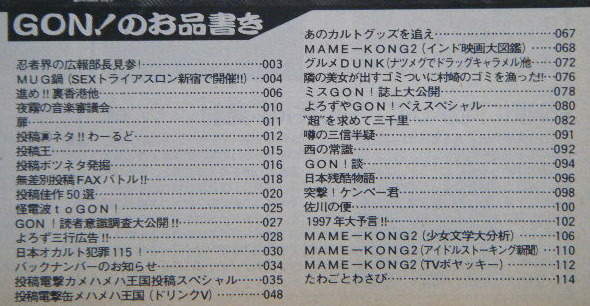 GON!のお品書き
忍者界の広報部長見参!……003
MUG鍋(SEXトライアスロン新宿で開催!!)…004
進め!!裏香港他……006
夜霧の音楽審議会……010
扉……011
投稿真ネタ!!わーるど……012
投稿王……015
投稿ボツネタ発掘……016
無差別投稿FAXバトル!!……018
投稿佳作50選……020
怪電波toGON!……025
GON!読者意識調査大公開!!……027
よろず三行広告!!……028
日本オカルト犯罪115!……030
バックナンバーのお知らせ……034
投稿電撃カメハメハ王国投稿スペシャル……035
投稿電撃缶メハメハ王国(ドリンクV)……048
あのカルトグッズを追え……067
MAME-KONG2(インド映画大図鑑)……068
グルメDUNK(ナツメグでドラッグキャラメル)他……072
隣の美女が出すゴミついに村崎のゴミを漁った!!…076
ミスGON!誌上大公開……078
よろずやGON!べえスペシャル……080
"超"を求めて三千里……082
噂の三信半疑……091
西の常識……092
GON!談……094
日本残酷物語……096
突撃!ケンペー君……098
佐川の便……100
1997年大予言!!……102
MAME-KONG2(少女文学大分析)……106
MAME-KONG2(アイドルストーキング新聞)…110
MAME-KONG2(TVボヤッキー)……112
たわごとわさび……114